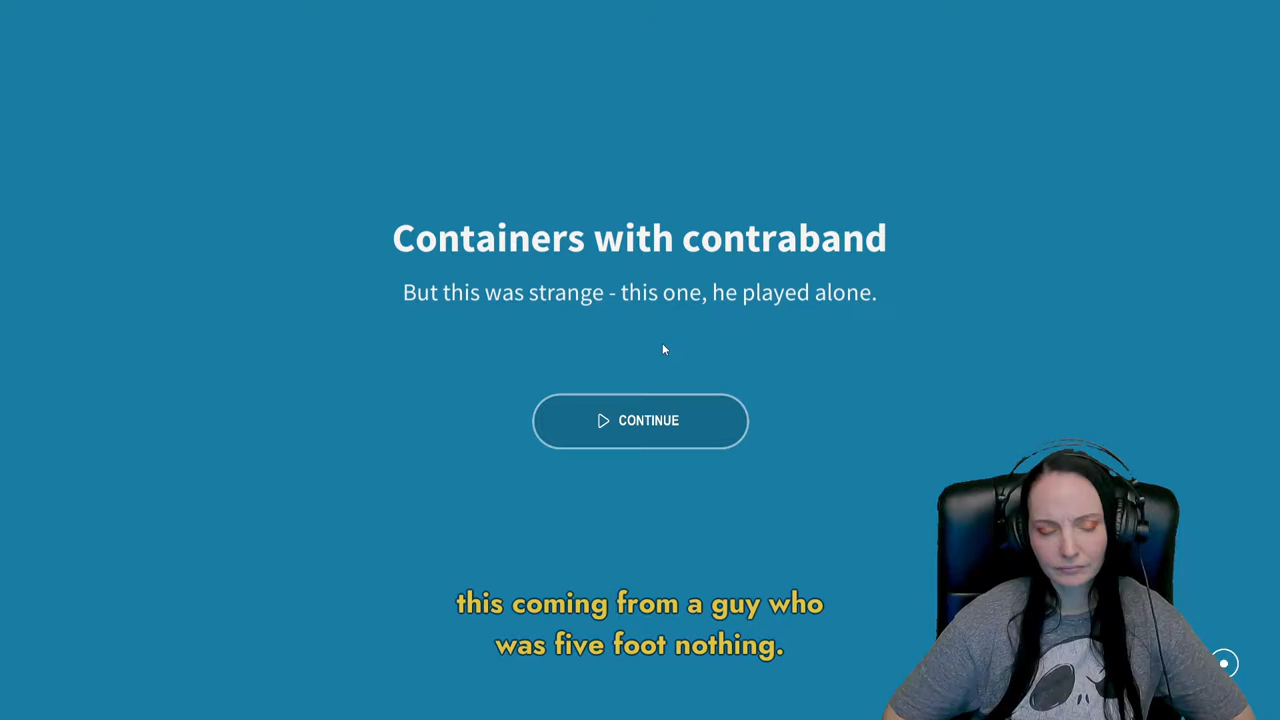 Containers with contraband
But this was strange - this one, he played alone.
CONTINUE
this coming from a guy who
was five foot nothing.